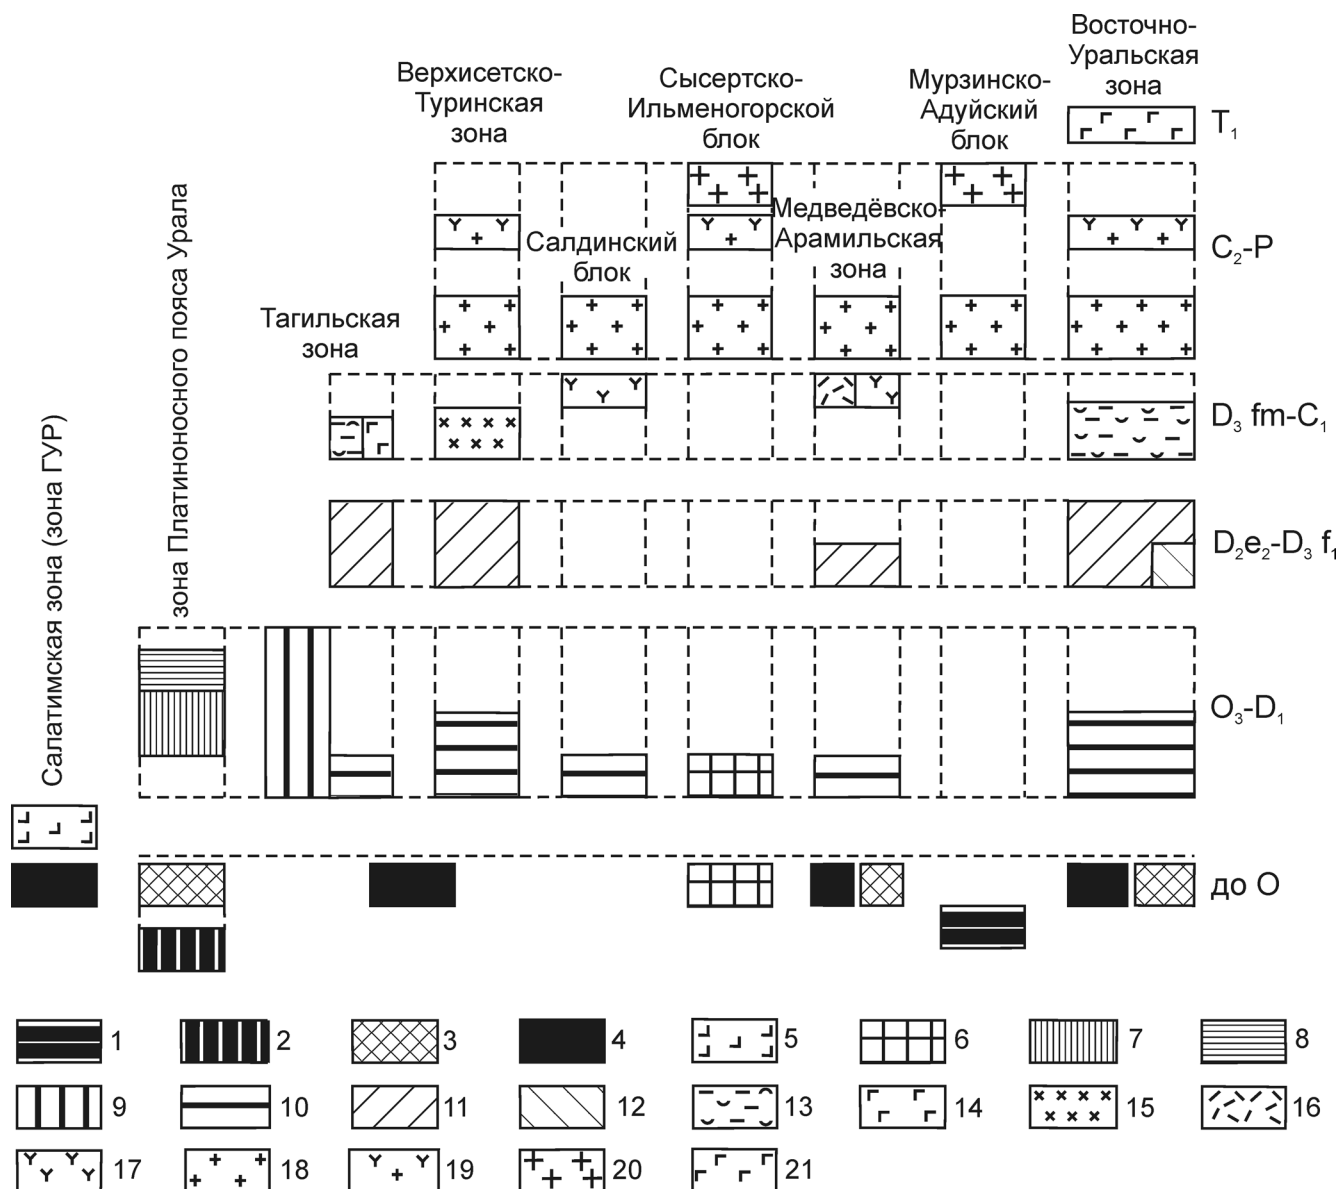 Восточно-
Уральская
зона
Верхисетско-
Туринская
зона
Сысертско-
Ильменогорской
блок
Мурзинско-
Адуйский
блок
T₁
Медведёвско-
Арамильская
зона
Салдинский
блок
C₂-P
Тагильская
зона
зона Платиноносного пояса Урала
Салатимская зона (зона ГУР)
D₃ fm-C₁
D₂e₂-D₃ f₁
O₃-D₁
до О
1 2 3 4 5 6 7 8
9 10 11 12 13 14 15 16
17 18 19 20 21